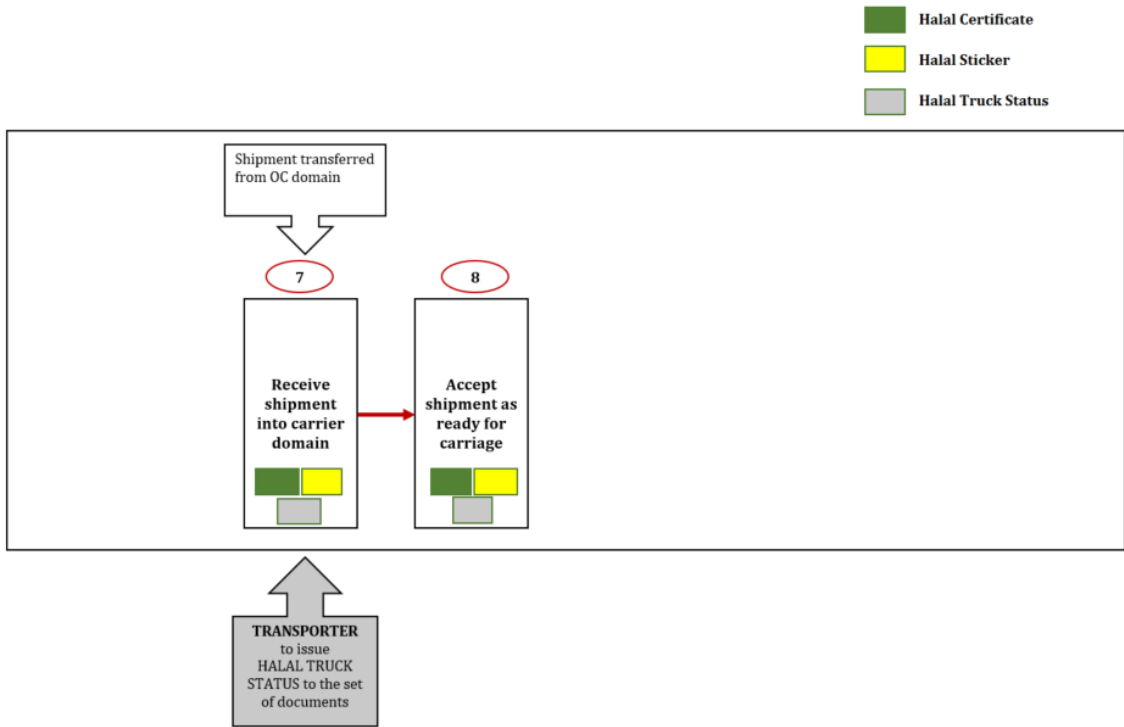 Halal Certificate
Halal Sticker
Halal Truck Status
Shipment transferred
from OC domain
7
8
Receive
shipment
into carrier
domain
Accept
shipment as
ready for
carriage
TRANSPORTER
to issue
HALAL TRUCK
STATUS to the set
of documents